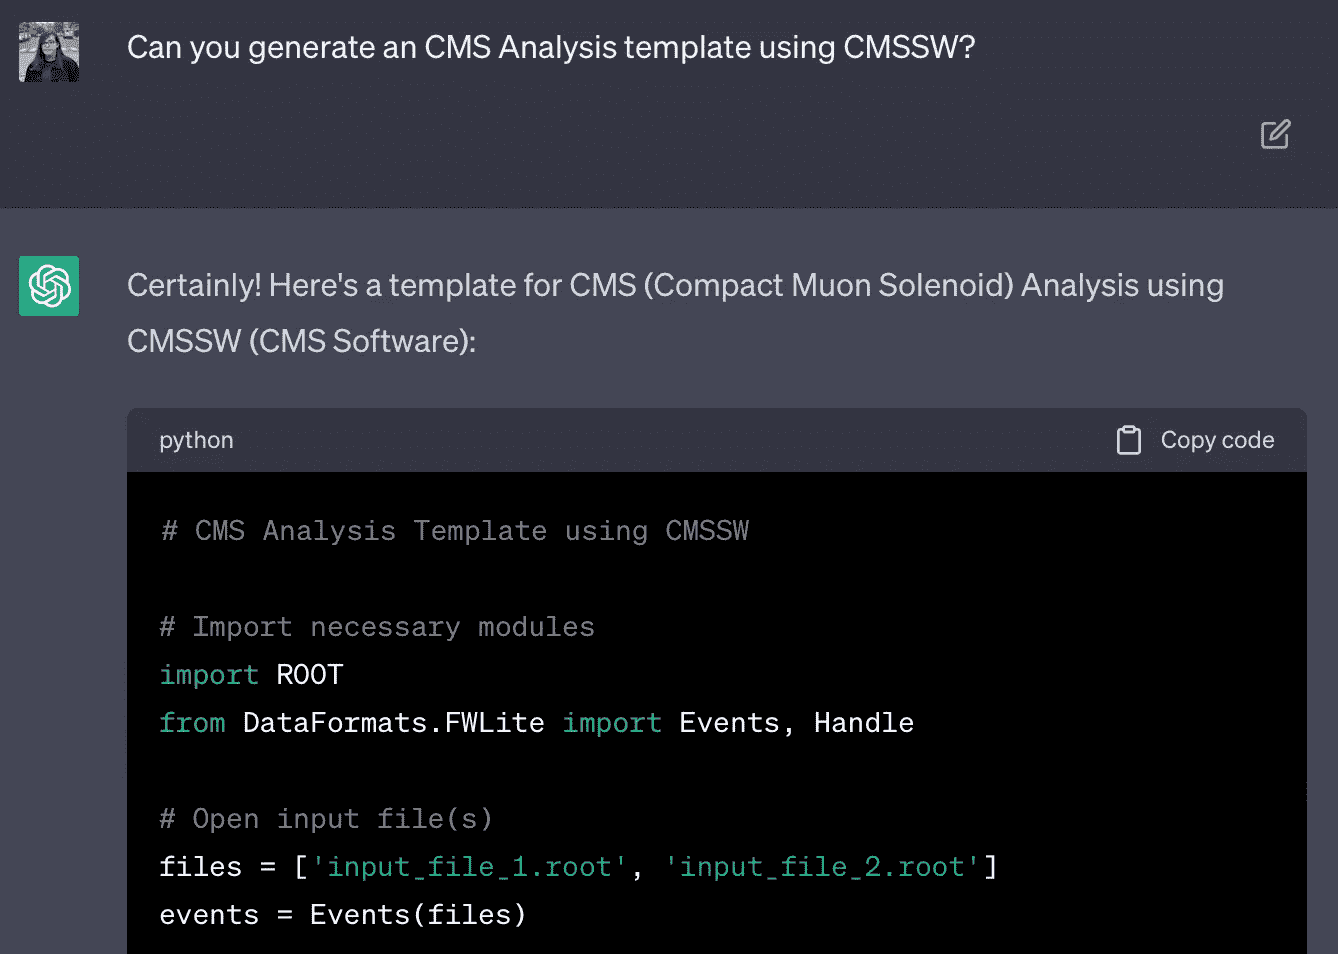 Can you generate an CMS Analysis template using CMSSW?
Certainly! Here's a template for CMS (Compact Muon Solenoid) Analysis using
CMSSW (CMS Software):
python
Copy code
# CMS Analysis Template using CMSSW
# Import necessary modules
import ROOT
from DataFormats.FWLite import Events, Handle
# Open input file(s)
files = ['input_file_1.root', 'input_file_2.root']
events = Events(files)